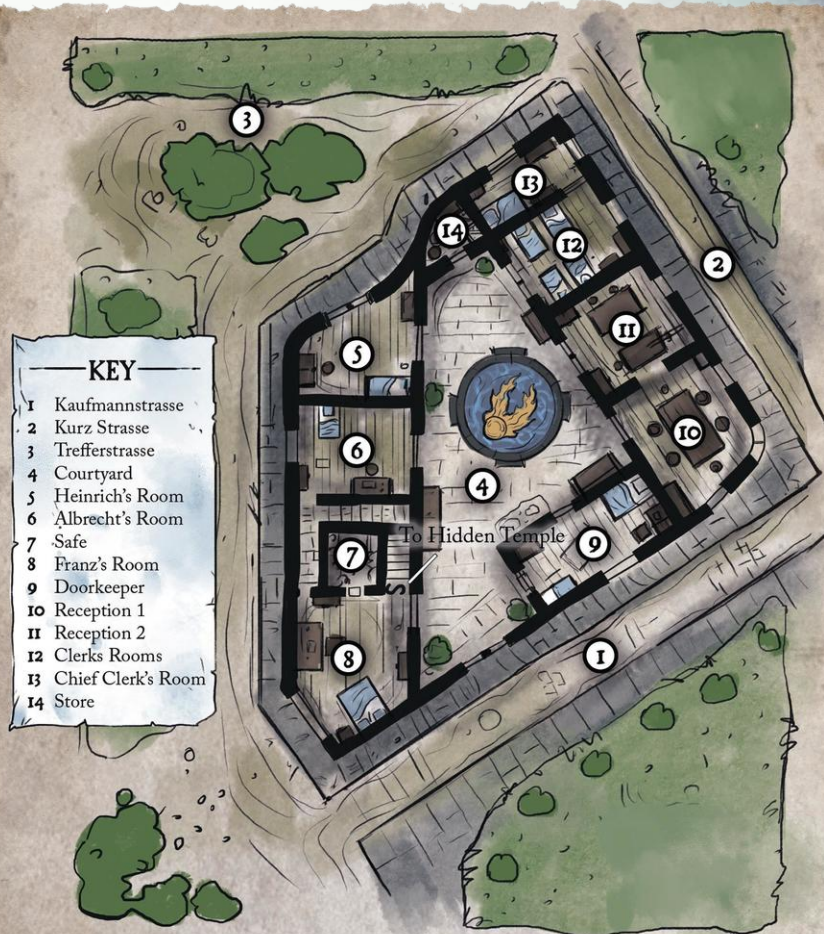 3
13
14
12
2
11
5
10
6
4
To Hidden Temple
7
9
S
8
1
KEY
1 Kaufmannstrasse
2 Kurz Strasse
3 Trefferstrasse
4 Courtyard
5 Heinrich's Room
6 Albrecht's Room
7 Safe
8 Franz's Room
9 Doorkeeper
10 Reception 1
11 Reception 2
12 Clerks Rooms
13 Chief Clerk's Room
14 Store